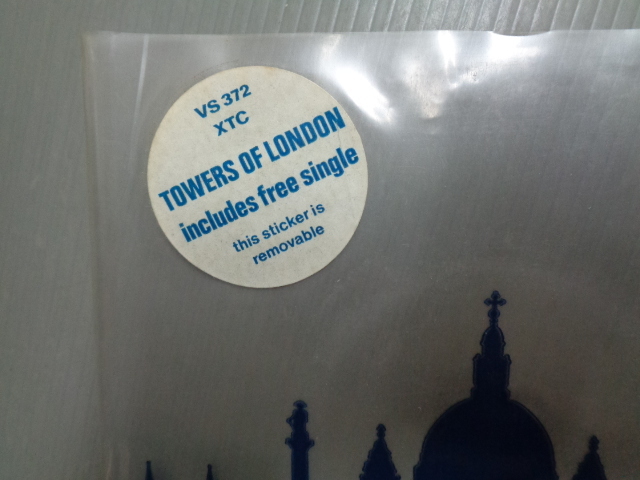 VS 372
XTC
TOWERS OF LONDON
includes free single
this sticker is
removable